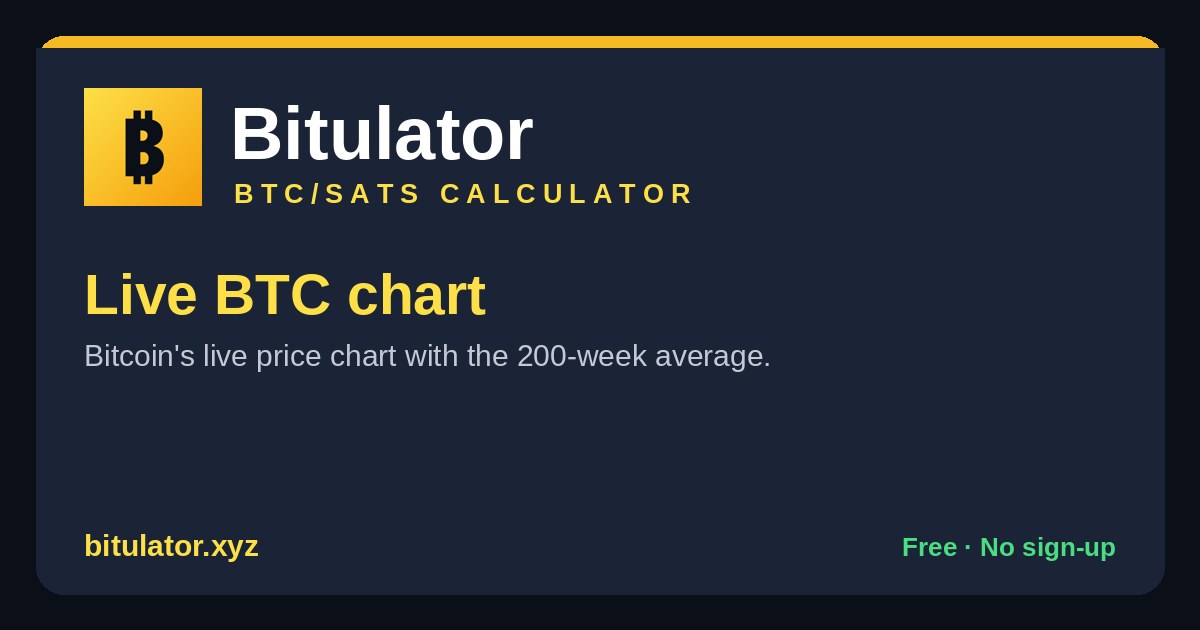 Bitulator
BTC/SATS CALCULATOR
Live BTC chart
Bitcoin's live price chart with the 200-week average.
bitulator.xyz
Free · No sign-up